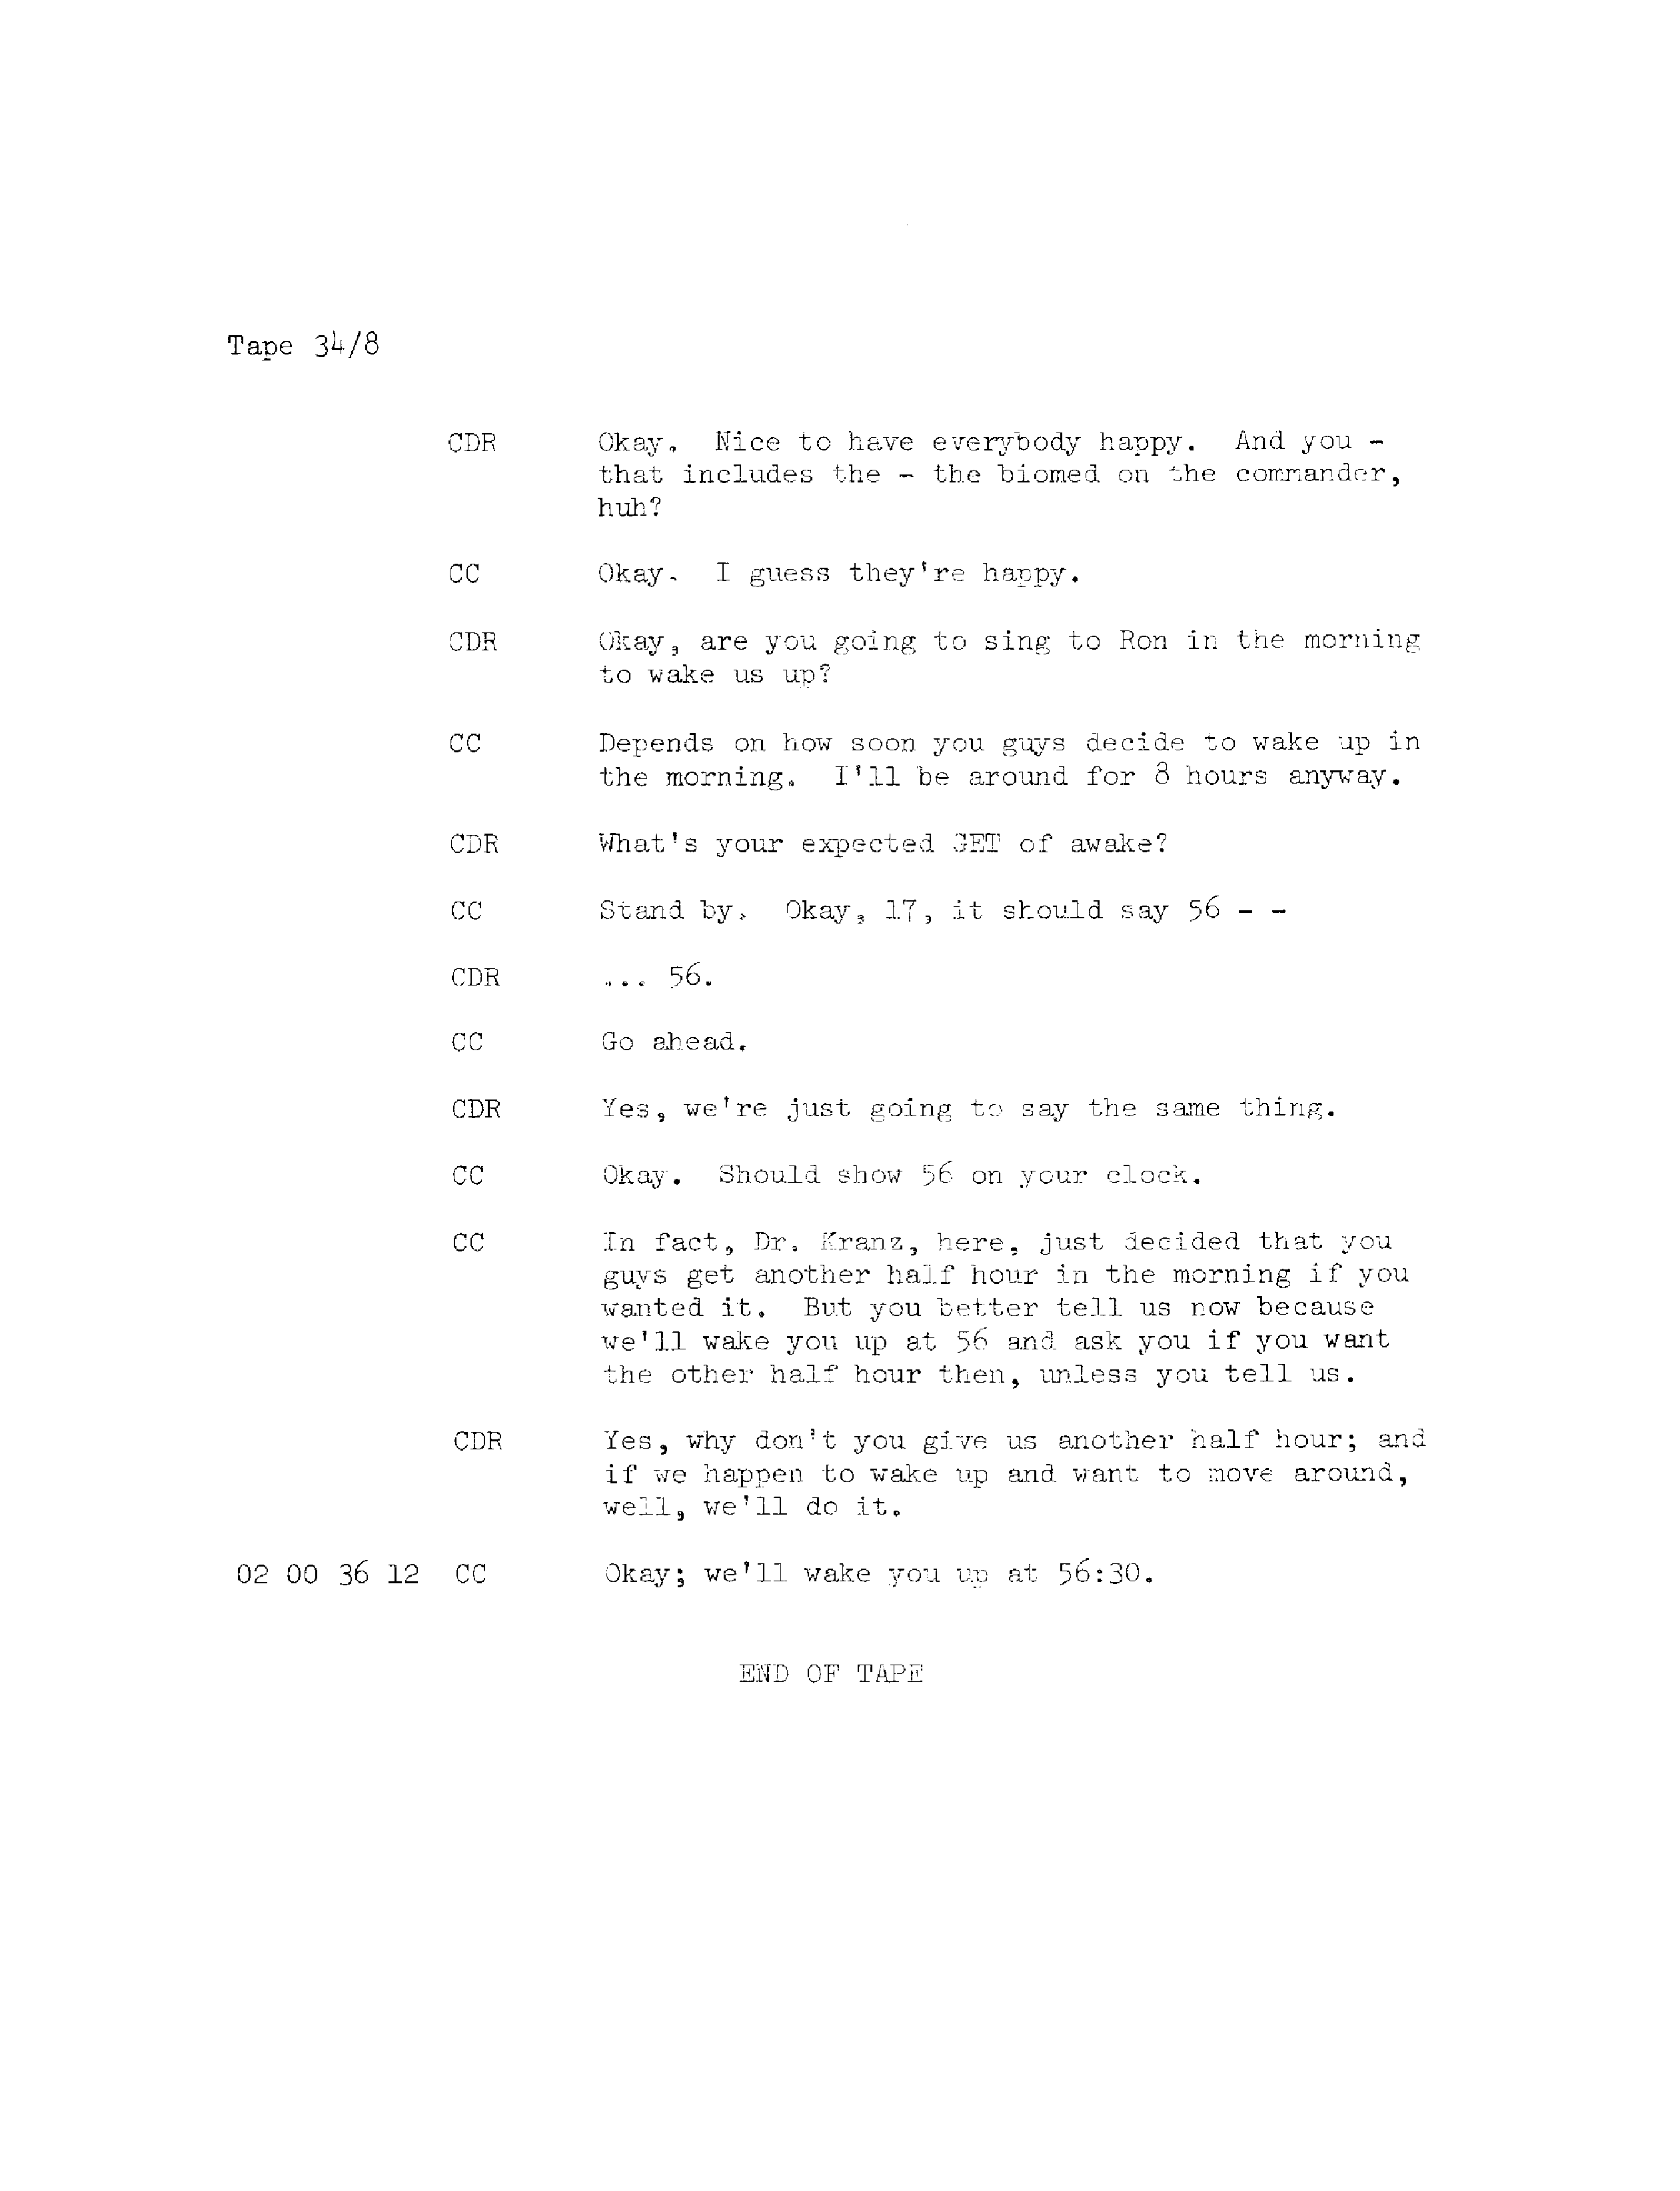 Tape 34/8
CDR Okay. Nice to have everybody happy. And you -
that includes the - the biomed on the commander,
huh?
CC Okay. I guess they're happy.
CDR Okay, are you going to sing to Ron in the morning
to wake us up?
CC Depends on how soon you guys decide to wake up in
the morning. I'll be around for 8 hours anyway.
CDR What's your expected GET of awake?
CC Stand by. Okay, 17, it should say 56 - -
CDR ... 56.
CC Go ahead.
CDR Yes, we're just going to say the same thing.
CC Okay. Should show 56 on your clock.
CC In fact, Dr. Kranz, here, just decided that you
guys get another half hour in the morning if you
wanted it. But you better tell us now because
we'll wake you up at 56 and ask you if you want
the other half hour then, unless you tell us.
CDR Yes, why don't you give us another half hour; and
if we happen to wake up and want to move around,
well, we'll do it.
02 00 36 12 CC Okay; we'll wake you up at 56:30.
END OF TAPE